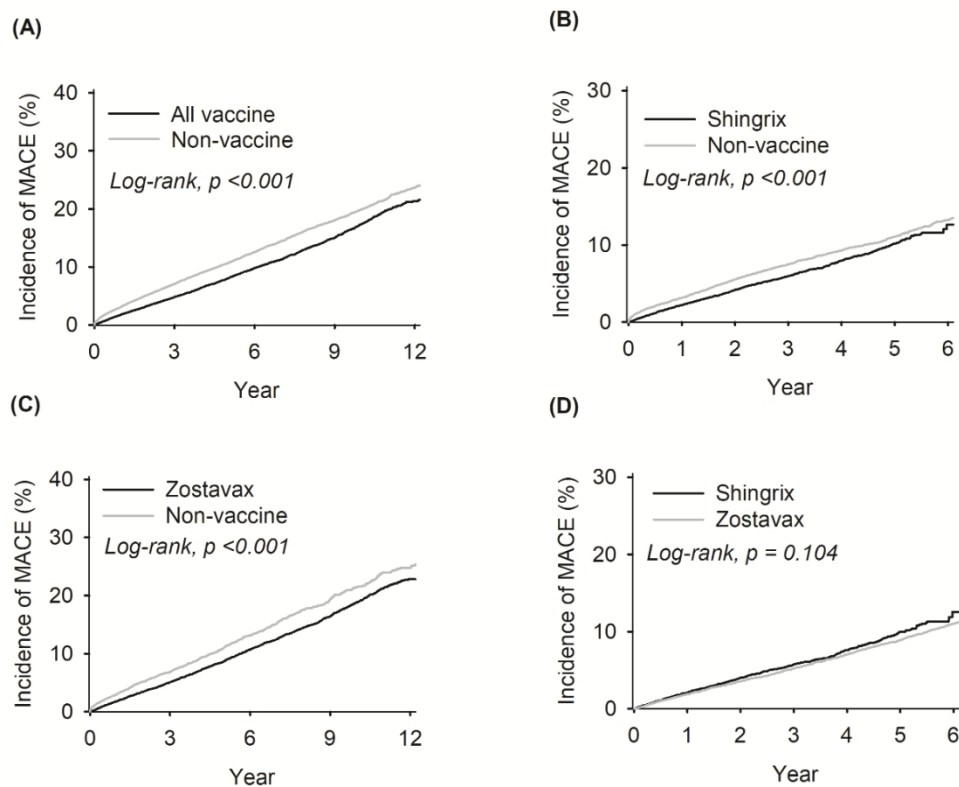 (A)
40
30
20
10
0
Incidence of MACE (%)
All vaccine
Non-vaccine
Log-rank, p <0.001
0 3 6 9 12
Year
(B)
30
20
10
0
Incidence of MACE (%)
Shingrix
Non-vaccine
Log-rank, p <0.001
0 1 2 3 4 5 6
Year
(C)
40
30
20
10
0
Incidence of MACE (%)
Zostavax
Non-vaccine
Log-rank, p <0.001
0 3 6 9 12
Year
(D)
30
20
10
0
Incidence of MACE (%)
Shingrix
Zostavax
Log-rank, p = 0.104
0 1 2 3 4 5 6
Year